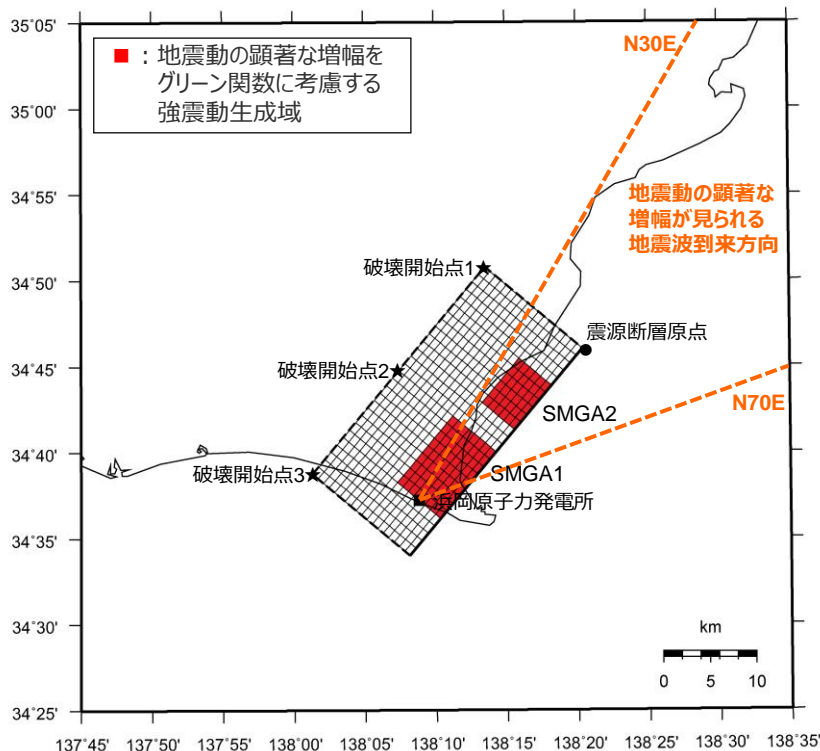 ■ : 地震動の顕著な増幅を
グリーン関数に考慮する
強震動生成域
N30E
地震動の顕著な
増幅が見られる
地震波到来方向
破壊開始点1
震源断層原点
破壊開始点2
N70E
SMGA2
破壊開始点3
SMGA1
浜岡原子力発電所
km
0 5 10
35°05'
35°00'
34°55'
34°50'
34°45'
34°40'
34°35'
34°30'
34°25'
137°45' 137°50' 137°55' 138°00' 138°05' 138°10' 138°15' 138°20' 138°25' 138°30' 138°35'